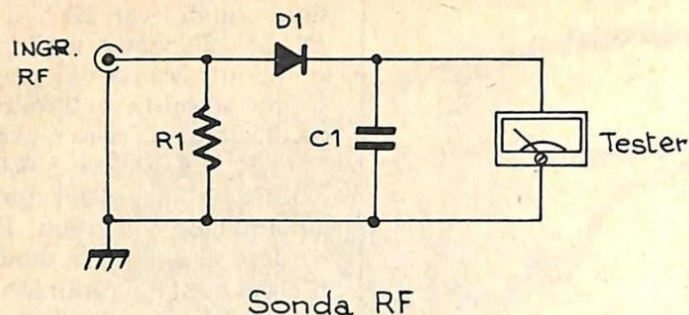 D1
INGR.
RF
R1
C1
Tester
Sonda RF